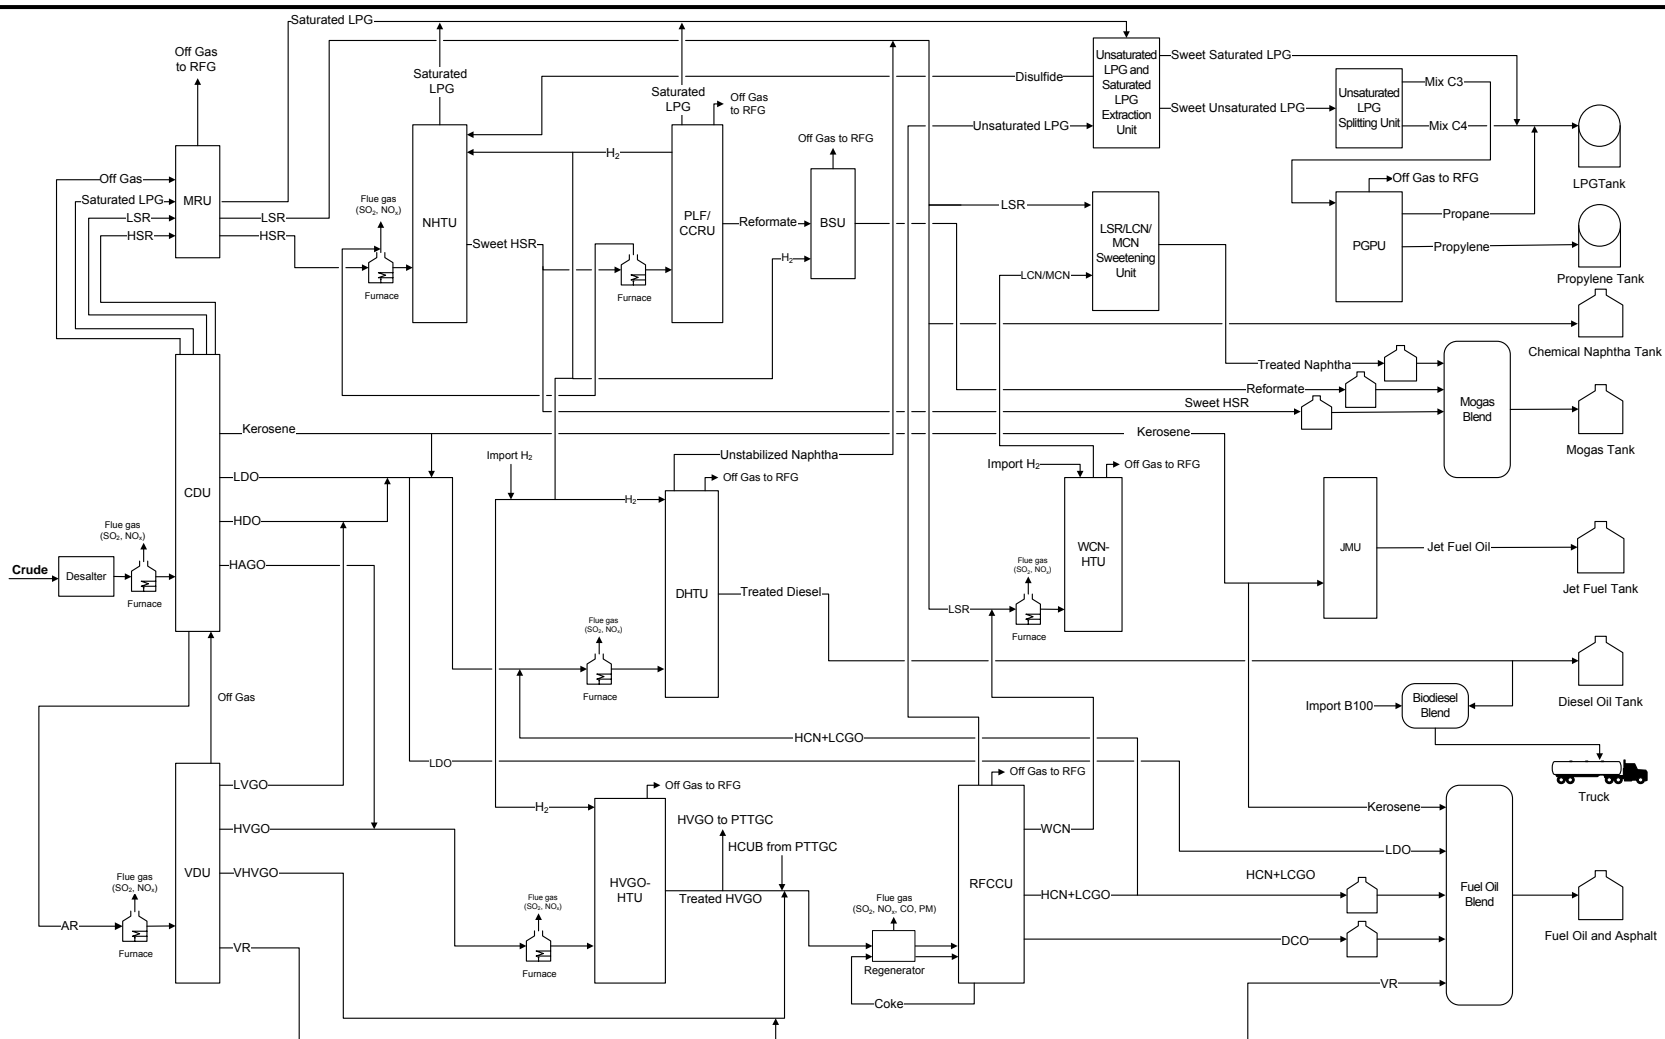 Saturated LPG
Off Gas
to RFG
Saturated
LPG
Saturated
LPG
Off Gas
to RFG
Disulfide
Unsaturated
LPG and
Saturated
LPG
Extraction
Unit
Sweet Saturated LPG
Sweet Unsaturated LPG
Unsaturated LPG
Unsaturated
LPG
Splitting Unit
Mix C3
Mix C4
LPGTank
Off Gas
Saturated LPG
LSR
HSR
MRU
LSR
HSR
Flue gas
(SO₂, NOₓ)
Furnace
NHTU
H₂
Sweet HSR
Furnace
PLF/
CCRU
Reformate
H₂
Off Gas to RFG
BSU
LSR
LCN/MCN
LSR/LCN/
MCN
Sweetening
Unit
Off Gas to RFG
PGPU
Propane
Propylene
Propylene Tank
Chemical Naphtha Tank
Treated Naphtha
Reformate
Sweet HSR
Mogas
Blend
Mogas Tank
Kerosene
Kerosene
LDO
HDO
HAGO
CDU
Crude
Desalter
Flue gas
(SO₂, NOₓ)
Furnace
Import H₂
H₂
Unstabilized Naphtha
Off Gas to RFG
DHTU
Treated Diesel
Flue gas
(SO₂, NOₓ)
Furnace
Import H₂
Off Gas to RFG
WCN-
HTU
Flue gas
(SO₂, NOₓ)
LSR
Furnace
JMU
Jet Fuel Oil
Jet Fuel Tank
Off Gas
Import B100
Biodiesel
Blend
Diesel Oil Tank
Truck
HCN+LCGO
LDO
LVGO
HVGO
VHVGO
VR
VDU
AR
Flue gas
(SO₂, NOₓ)
Furnace
H₂
Off Gas to RFG
HVGO-
HTU
Flue gas
(SO₂, NOₓ)
Furnace
HVGO to PTTGC
HCUB from PTTGC
Treated HVGO
Flue gas
(SO₂, NOₓ, CO, PM)
Regenerator
Coke
Off Gas to RFG
RFCCU
WCN
HCN+LCGO
DCO
Kerosene
LDO
HCN+LCGO
VR
Fuel Oil
Blend
Fuel Oil and Asphalt